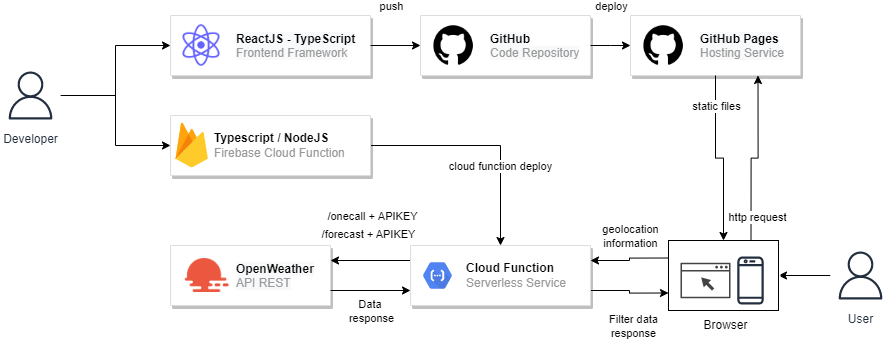 push
deploy
ReactJS - TypeScript
Frontend Framework
GitHub
Code Repository
GitHub Pages
Hosting Service
static files
Developer
Typescript / NodeJS
Firebase Cloud Function
cloud function deploy
/onecall + APIKEY
/forecast + APIKEY
geolocation
information
http request
OpenWeather
API REST
Cloud Function
Serverless Service
Data
response
Filter data
response
Browser
User